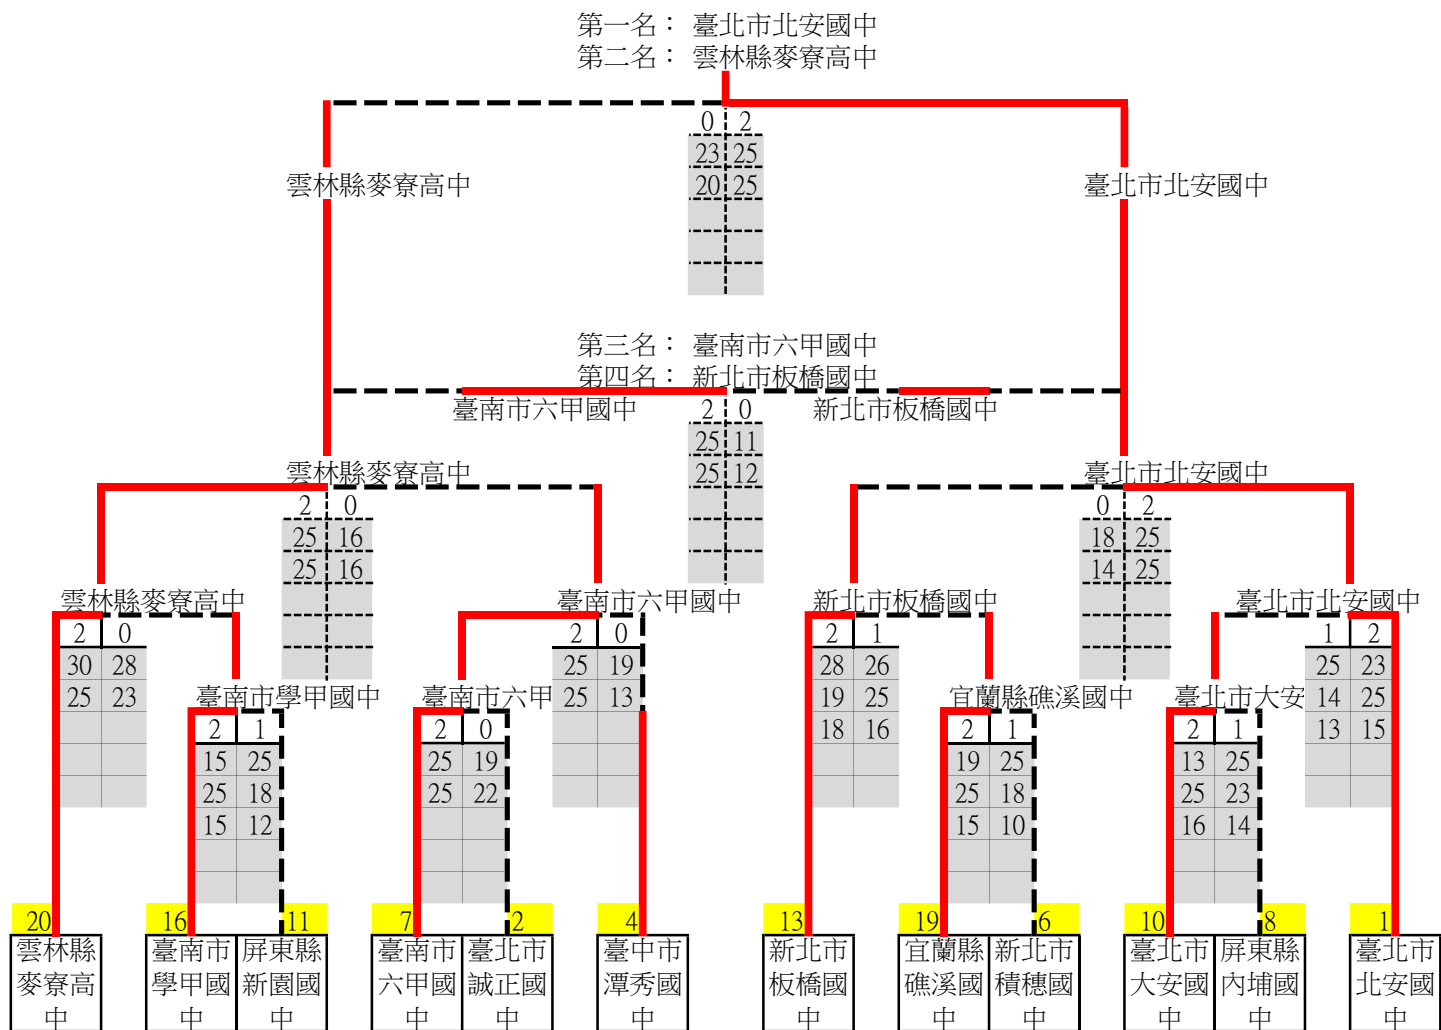 第一名： 臺北市北安國中
第二名： 雲林縣麥寮高中
0 2
23 25
20 25
雲林縣麥寮高中
臺北市北安國中
第三名： 臺南市六甲國中
第四名： 新北市板橋國中
臺南市六甲國中
新北市板橋國中
2 0
25 11
25 12
雲林縣麥寮高中
臺北市北安國中
2 0
25 16
25 16
0 2
18 25
14 25
雲林縣麥寮高中
臺南市六甲國中
新北市板橋國中
臺北市北安國中
2 0
30 28
25 23
2 0
25 19
25 13
2 1
28 26
19 25
18 16
1 2
25 23
14 25
13 15
臺南市學甲國中
臺南市六甲
宜蘭縣礁溪國中
臺北市大安
2 1
15 25
25 18
15 12
2 0
25 19
25 22
2 1
19 25
25 18
15 10
2 1
13 25
25 23
16 14
20
16
11
7
2
4
13
19
6
10
8
1
雲林縣
麥寮高
中
臺南市
學甲國
中
屏東縣
新園國
中
臺南市
六甲國
中
臺北市
誠正國
中
臺中市
潭秀國
中
新北市
板橋國
中
宜蘭縣
礁溪國
中
新北市
積穗國
中
臺北市
大安國
中
屏東縣
內埔國
中
臺北市
北安國
中